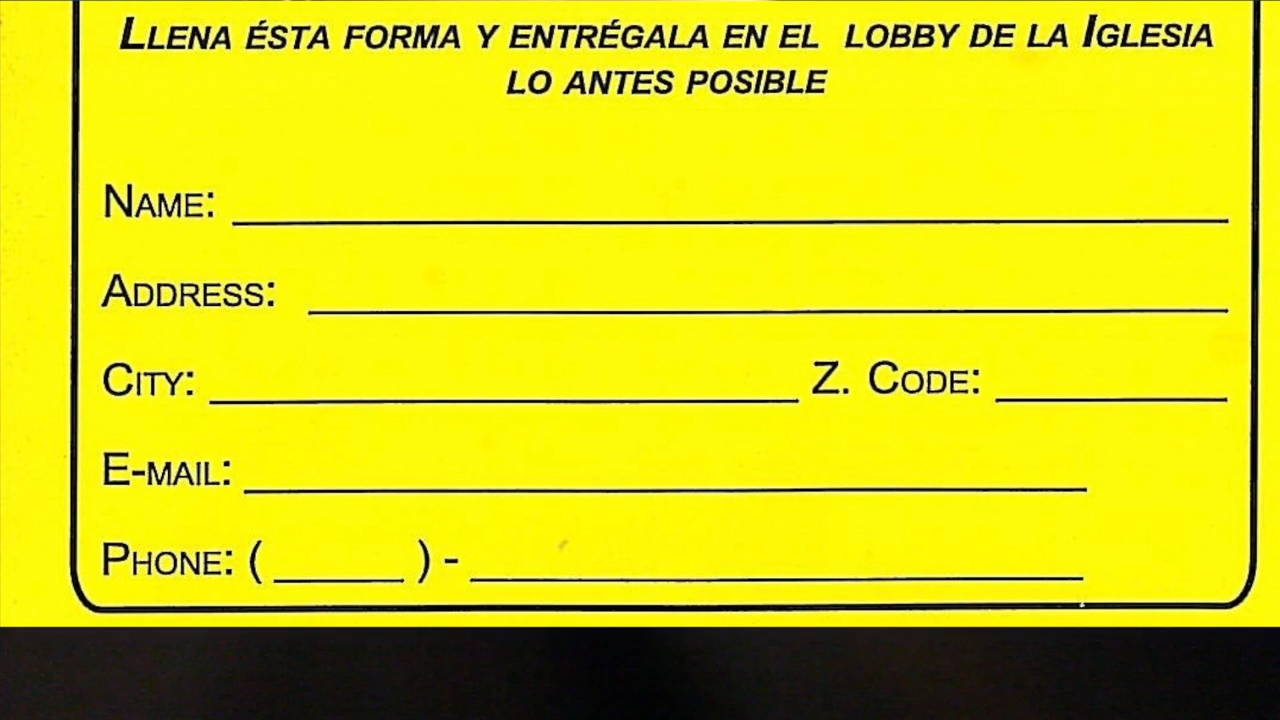 LLENA ÉSTA FORMA Y ENTRÉGALA EN EL LOBBY DE LA IGLESIA
LO ANTES POSIBLE
NAME:
ADDRESS:
CITY: Z. CODE:
E-MAIL:
PHONE: ( ) -